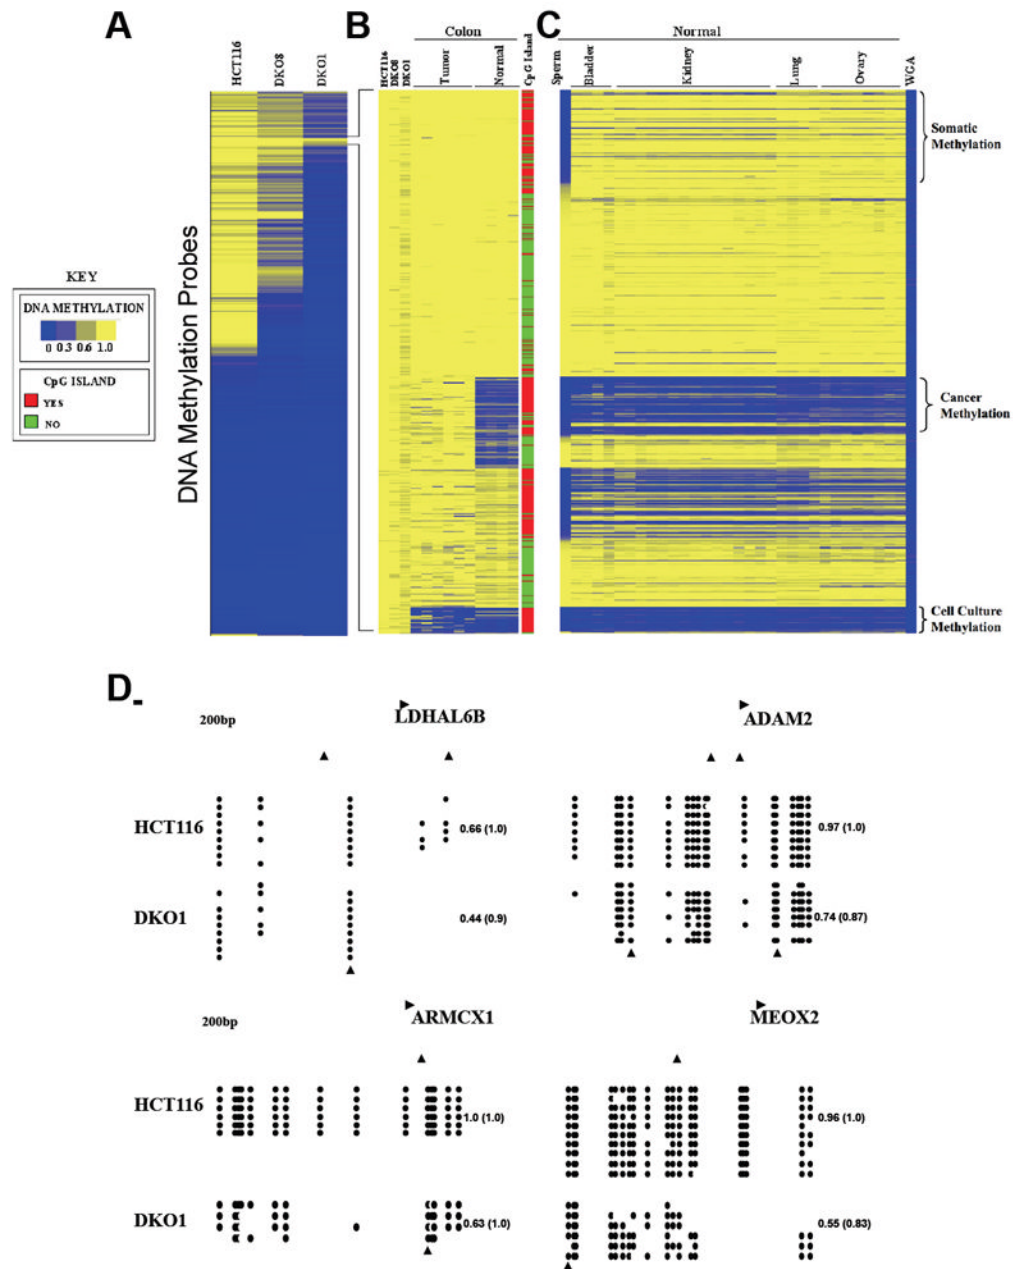 A
B
C
HCT116
DKO8
DKO1
HCT116
DKO8
DKO1
Colon
Tumor
Normal
CpG Island
Normal
Sperm
Bladder
Kidney
Lung
Ovary
WGA
Somatic
Methylation
Cancer
Methylation
Cell Culture
Methylation
DNA Methylation Probes
KEY
DNA METHYLATION
0 0.3 0.6 1.0
CpG ISLAND
YES
NO
D
200bp
LDHAL6B
ADAM2
HCT116
0.66 (1.0)
0.97 (1.0)
DKO1
0.44 (0.9)
0.74 (0.87)
200bp
ARMCX1
MEOX2
HCT116
1.0 (1.0)
0.96 (1.0)
DKO1
0.63 (1.0)
0.55 (0.83)